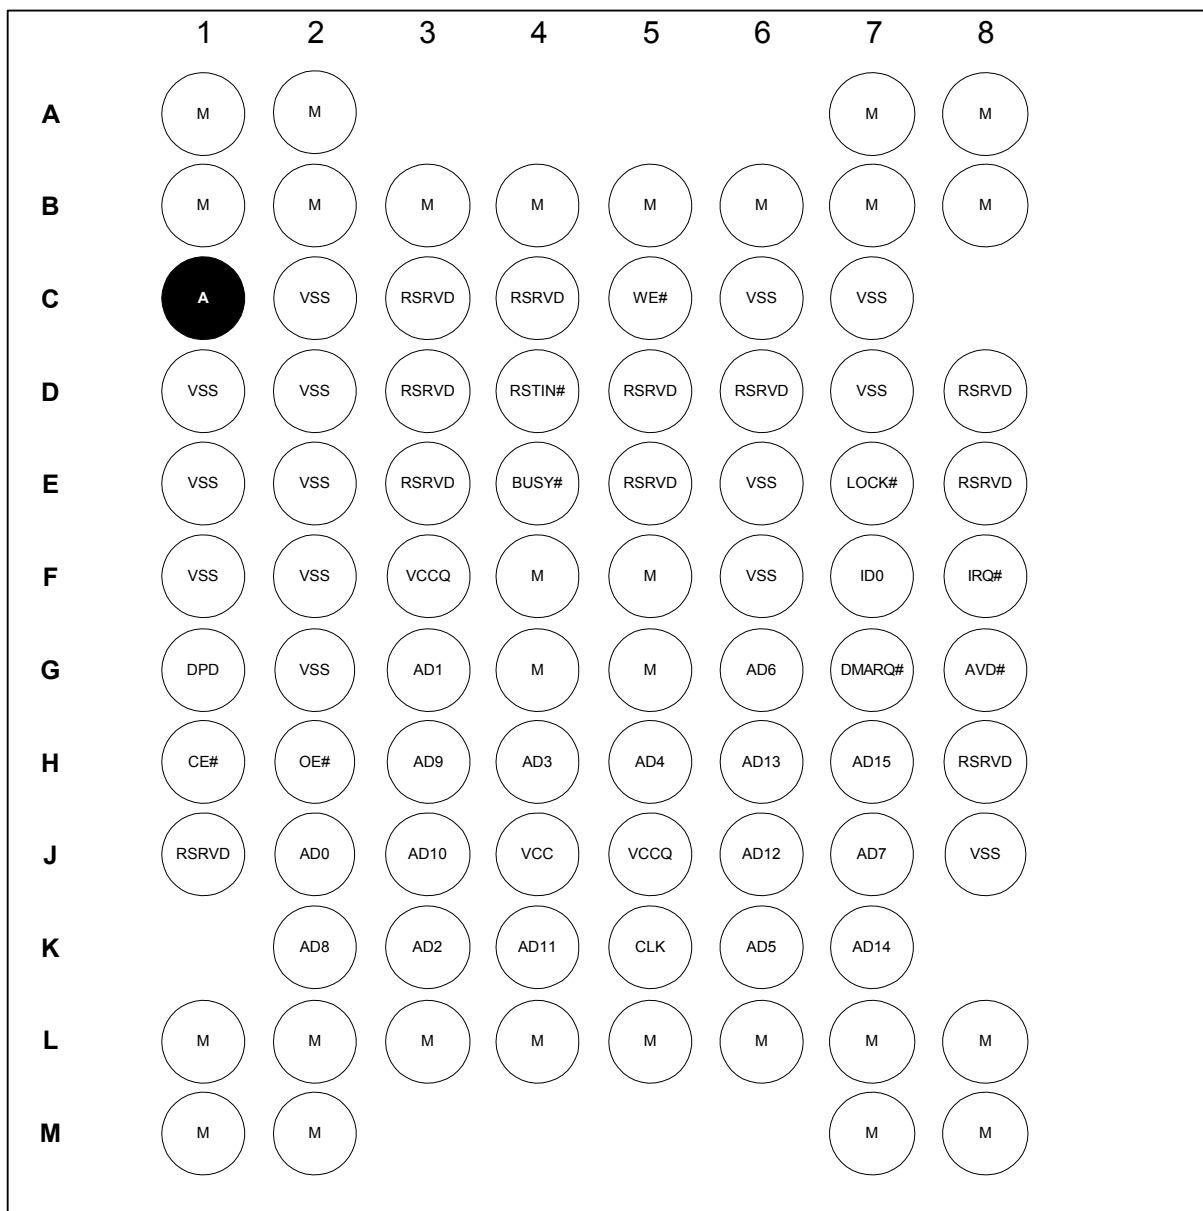 1 2 3 4 5 6 7 8
A M M M M
B M M M M M M M M
C A VSS RSRVD RSRVD WE# VSS VSS
D VSS VSS RSRVD RSTIN# RSRVD RSRVD VSS RSRVD
E VSS VSS RSRVD BUSY# RSRVD VSS LOCK# RSRVD
F VSS VSS VCCQ M M VSS ID0 IRQ#
G DPD VSS AD1 M M AD6 DMARQ# AVD#
H CE# OE# AD9 AD3 AD4 AD13 AD15 RSRVD
J RSRVD AD0 AD10 VCC VCCQ AD12 AD7 VSS
K AD8 AD2 AD11 CLK AD5 AD14
L M M M M M M M M
M M M M M